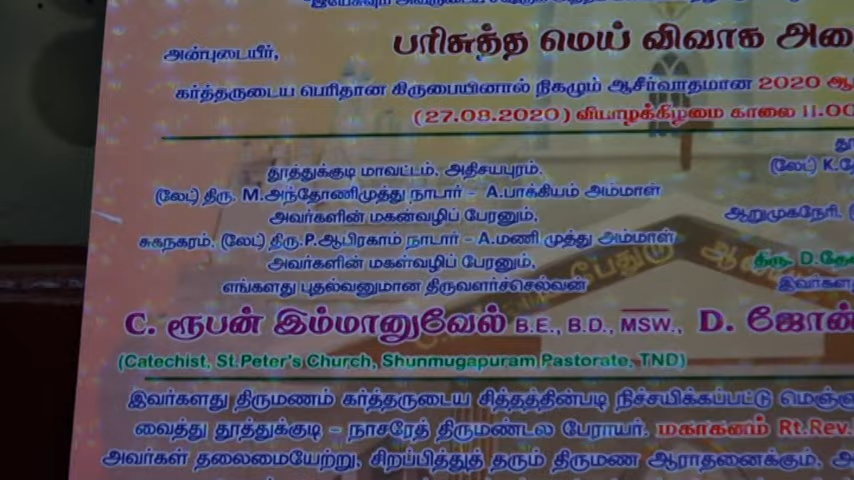 அன்புடையீர்,
பரிசுத்த மெய் விவாக
கர்த்தருடைய பெரிதான கிருபையினால் நிகழும் ஆசீர்வாதமான 2020
(27.08.2020) வியாழக்கிழமை காலை 11.00
தூத்துக்குடி மாவட்டம், அதிசயபுரம்,
(லேட்) திரு. M.அந்தோணிமுத்து நாடார் - A.பாக்கியம் அம்மாள்
(லேட்)
அவர்களின் மகன்வழிப் பேரனும்,
ஆறுமுகநேரி,
சுகநகரம், (லேட்) திரு.P.ஆபிரகாம் நாடார் - A.மணி முத்து அம்மாள்
திரு. D.
அவர்களின் மகள்வழிப் பேரனும்,
எங்களது புதல்வனுமான திருவளர்ச்செல்வன்
C. ரூபன் இம்மானுவேல் B.E., B.D., MSW., D.
(Catechist, St.Peter's Church, Shunmugapuram Pastorate, TND)
இவர்களது திருமணம் கர்த்தருடைய சித்தத்தின்படி நிச்சயிக்கப்பட்டு
வைத்து தூத்துக்குடி - நாசரேத் திருமண்டல பேராயர். மகாகனம் Rt.Rev.
அவர்கள் தலைமையேற்று, சிறப்பித்துத் தரும் திருமண ஆராதனைக்கும்,